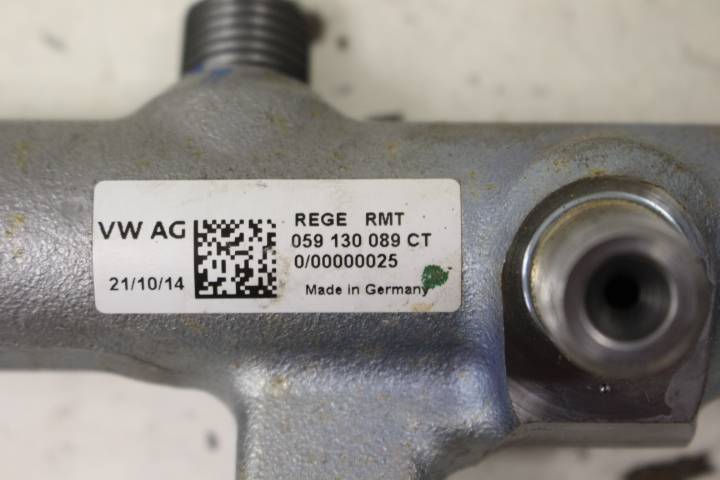 VW AG
21/10/14
REGE RMT
059 130 089 CT
0/00000025
Made in Germany